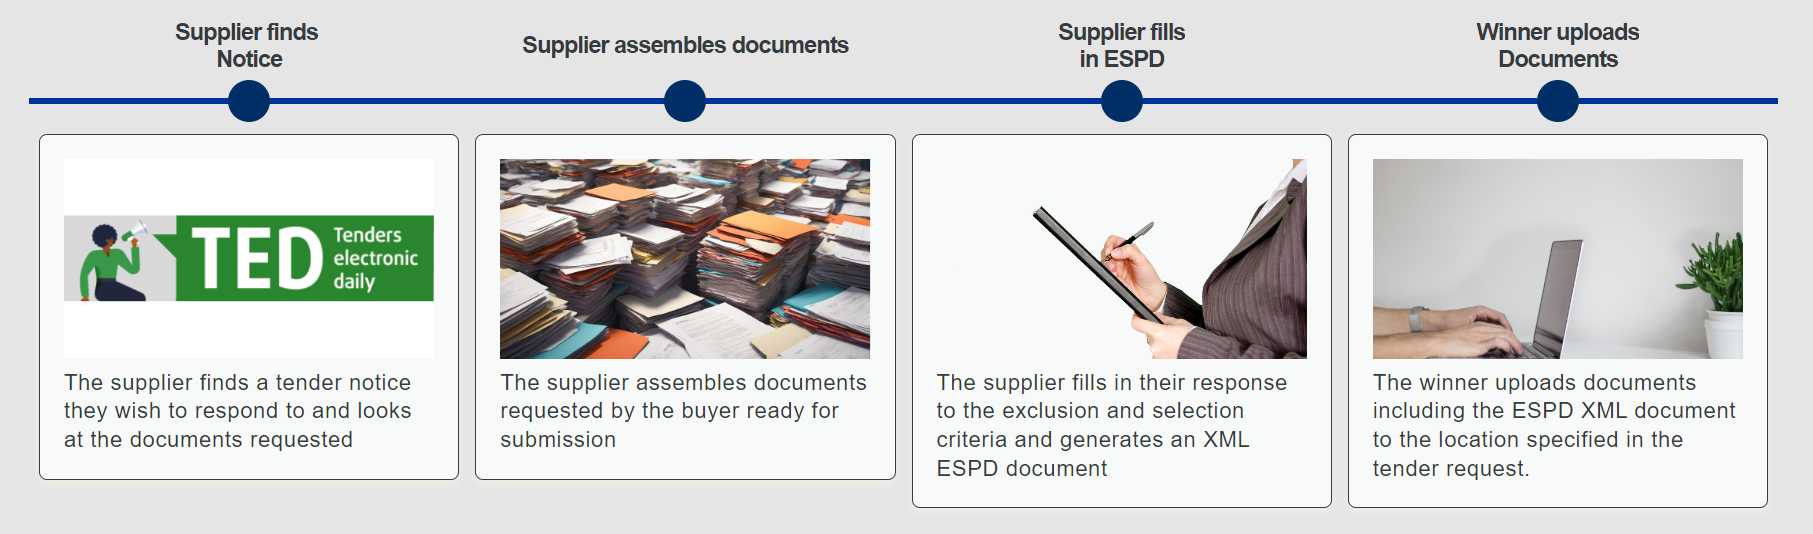 Supplier finds
Notice
Supplier assembles documents
Supplier fills
in ESPD
Winner uploads
Documents
TED
Tenders
electronic
daily
The supplier finds a tender notice
they wish to respond to and looks
at the documents requested
The supplier assembles documents
requested by the buyer ready for
submission
The supplier fills in their response
to the exclusion and selection
criteria and generates an XML
ESPD document
The winner uploads documents
including the ESPD XML document
to the location specified in the
tender request.